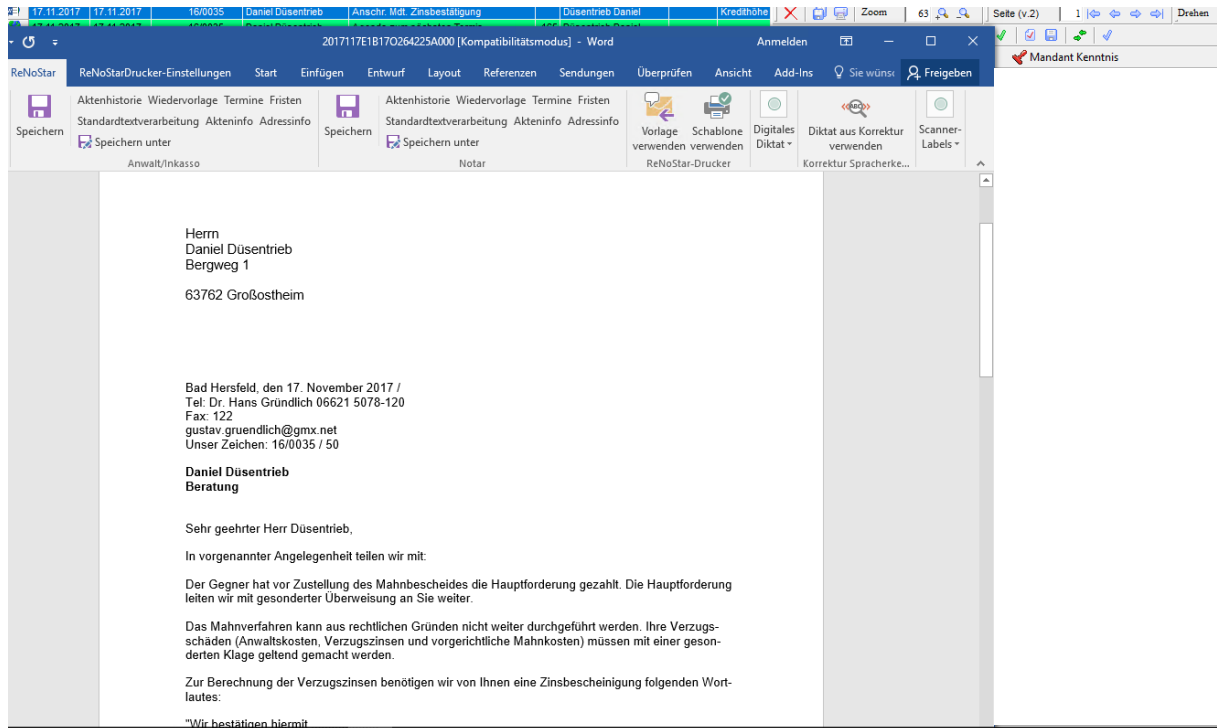 17.11.2017 17.11.2017 16/0035 Daniel Düsentrieb Anschr. Mdt. Zinsbestätigung Düsentrieb Daniel Kredithöhe Zoom 63 Seite (v.2) 1 Drehen
2017117E1B17O264225A000 [Kompatibilitätsmodus] - Word Anmelden
Mandant Kenntnis
ReNoStar ReNoStarDrucker-Einstellungen Start Einfügen Entwurf Layout Referenzen Sendungen Überprüfen Ansicht Add-Ins Sie wüns Freigeben
Aktenhistorie Wiedervorlage Termine Fristen Aktenhistorie Wiedervorlage Termine Fristen
Standardtextverarbeitung Akteninfo Adressinfo Standardtextverarbeitung Akteninfo Adressinfo
Speichern Speichern Vorlage Schablone Digitales Diktat aus Korrektur Scanner-
Speichern unter Speichern unter verwenden verwenden Diktat verwenden Labels
Anwalt/Inkasso Notar ReNoStar-Drucker Korrektur Spracherke...
Herrn
Daniel Düsentrieb
Bergweg 1
63762 Großostheim
Bad Hersfeld, den 17. November 2017 /
Tel: Dr. Hans Gründlich 06621 5078-120
Fax: 122
gustav.gruendlich@gmx.net
Unser Zeichen: 16/0035 / 50
Daniel Düsentrieb
Beratung
Sehr geehrter Herr Düsentrieb,
In vorgenannter Angelegenheit teilen wir mit:
Der Gegner hat vor Zustellung des Mahnbescheides die Hauptforderung gezahlt. Die Hauptforderung
leiten wir mit gesonderter Überweisung an Sie weiter.
Das Mahnverfahren kann aus rechtlichen Gründen nicht weiter durchgeführt werden. Ihre Verzugs-
schäden (Anwaltskosten, Verzugszinsen und vorgerichtliche Mahnkosten) müssen mit einer geson-
derten Klage geltend gemacht werden.
Zur Berechnung der Verzugszinsen benötigen wir von Ihnen eine Zinsbescheinigung folgenden Wort-
lautes:
"Wir bestätigen hiermit